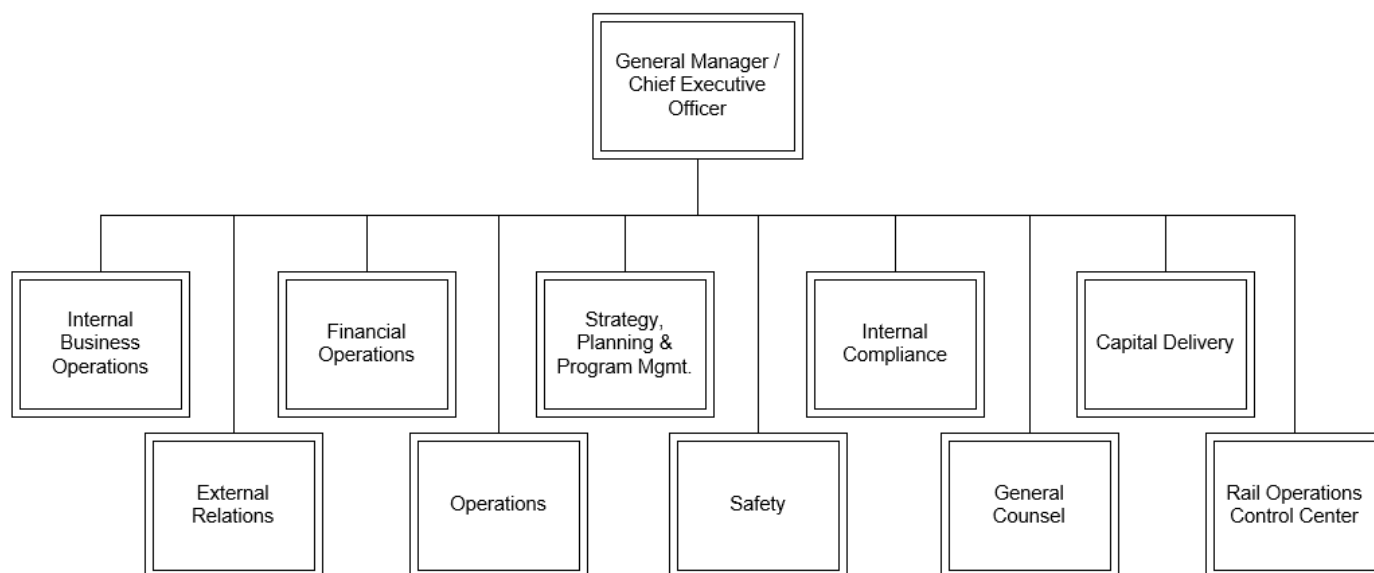 General Manager /
Chief Executive
Officer
Internal
Business
Operations
Financial
Operations
Strategy,
Planning &
Program Mgmt.
Internal
Compliance
Capital Delivery
External
Relations
Operations
Safety
General
Counsel
Rail Operations
Control Center